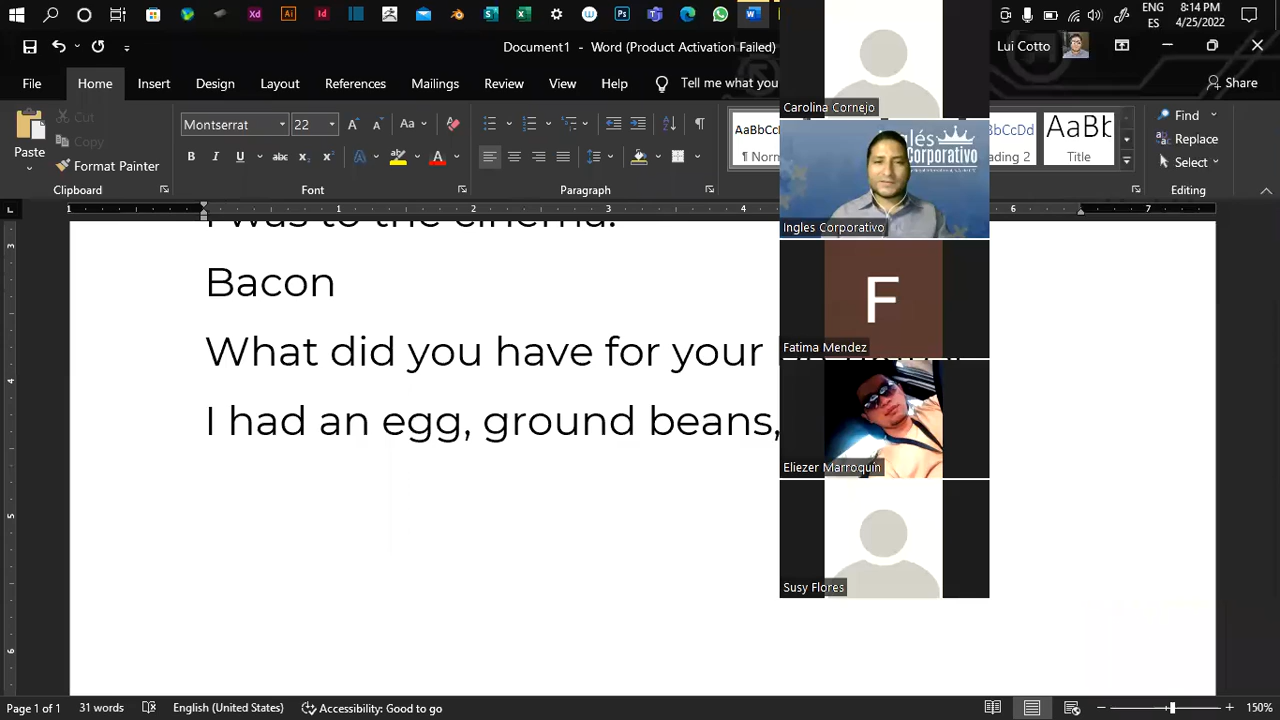 ENG
ES
8:14 PM
4/25/2022
Document1 - Word (Product Activation Failed)
Lui Cotto
File Home Insert Design Layout References Mailings Review View Help Tell me what you Share
Paste
Cut
Copy
Format Painter
Clipboard
Montserrat 22
Font
Paragraph
AaBbCcDd
¶ Norm
Title
Find
Replace
Select
Editing
Bacon
What did you have for your
I had an egg, ground beans,
Carolina Cornejo
Inglés Corporativo
Ingles Corporativo
F
Fatima Mendez
Eliezer Marroquín
Susy Flores
Page 1 of 1 31 words English (United States) Accessibility: Good to go 150%